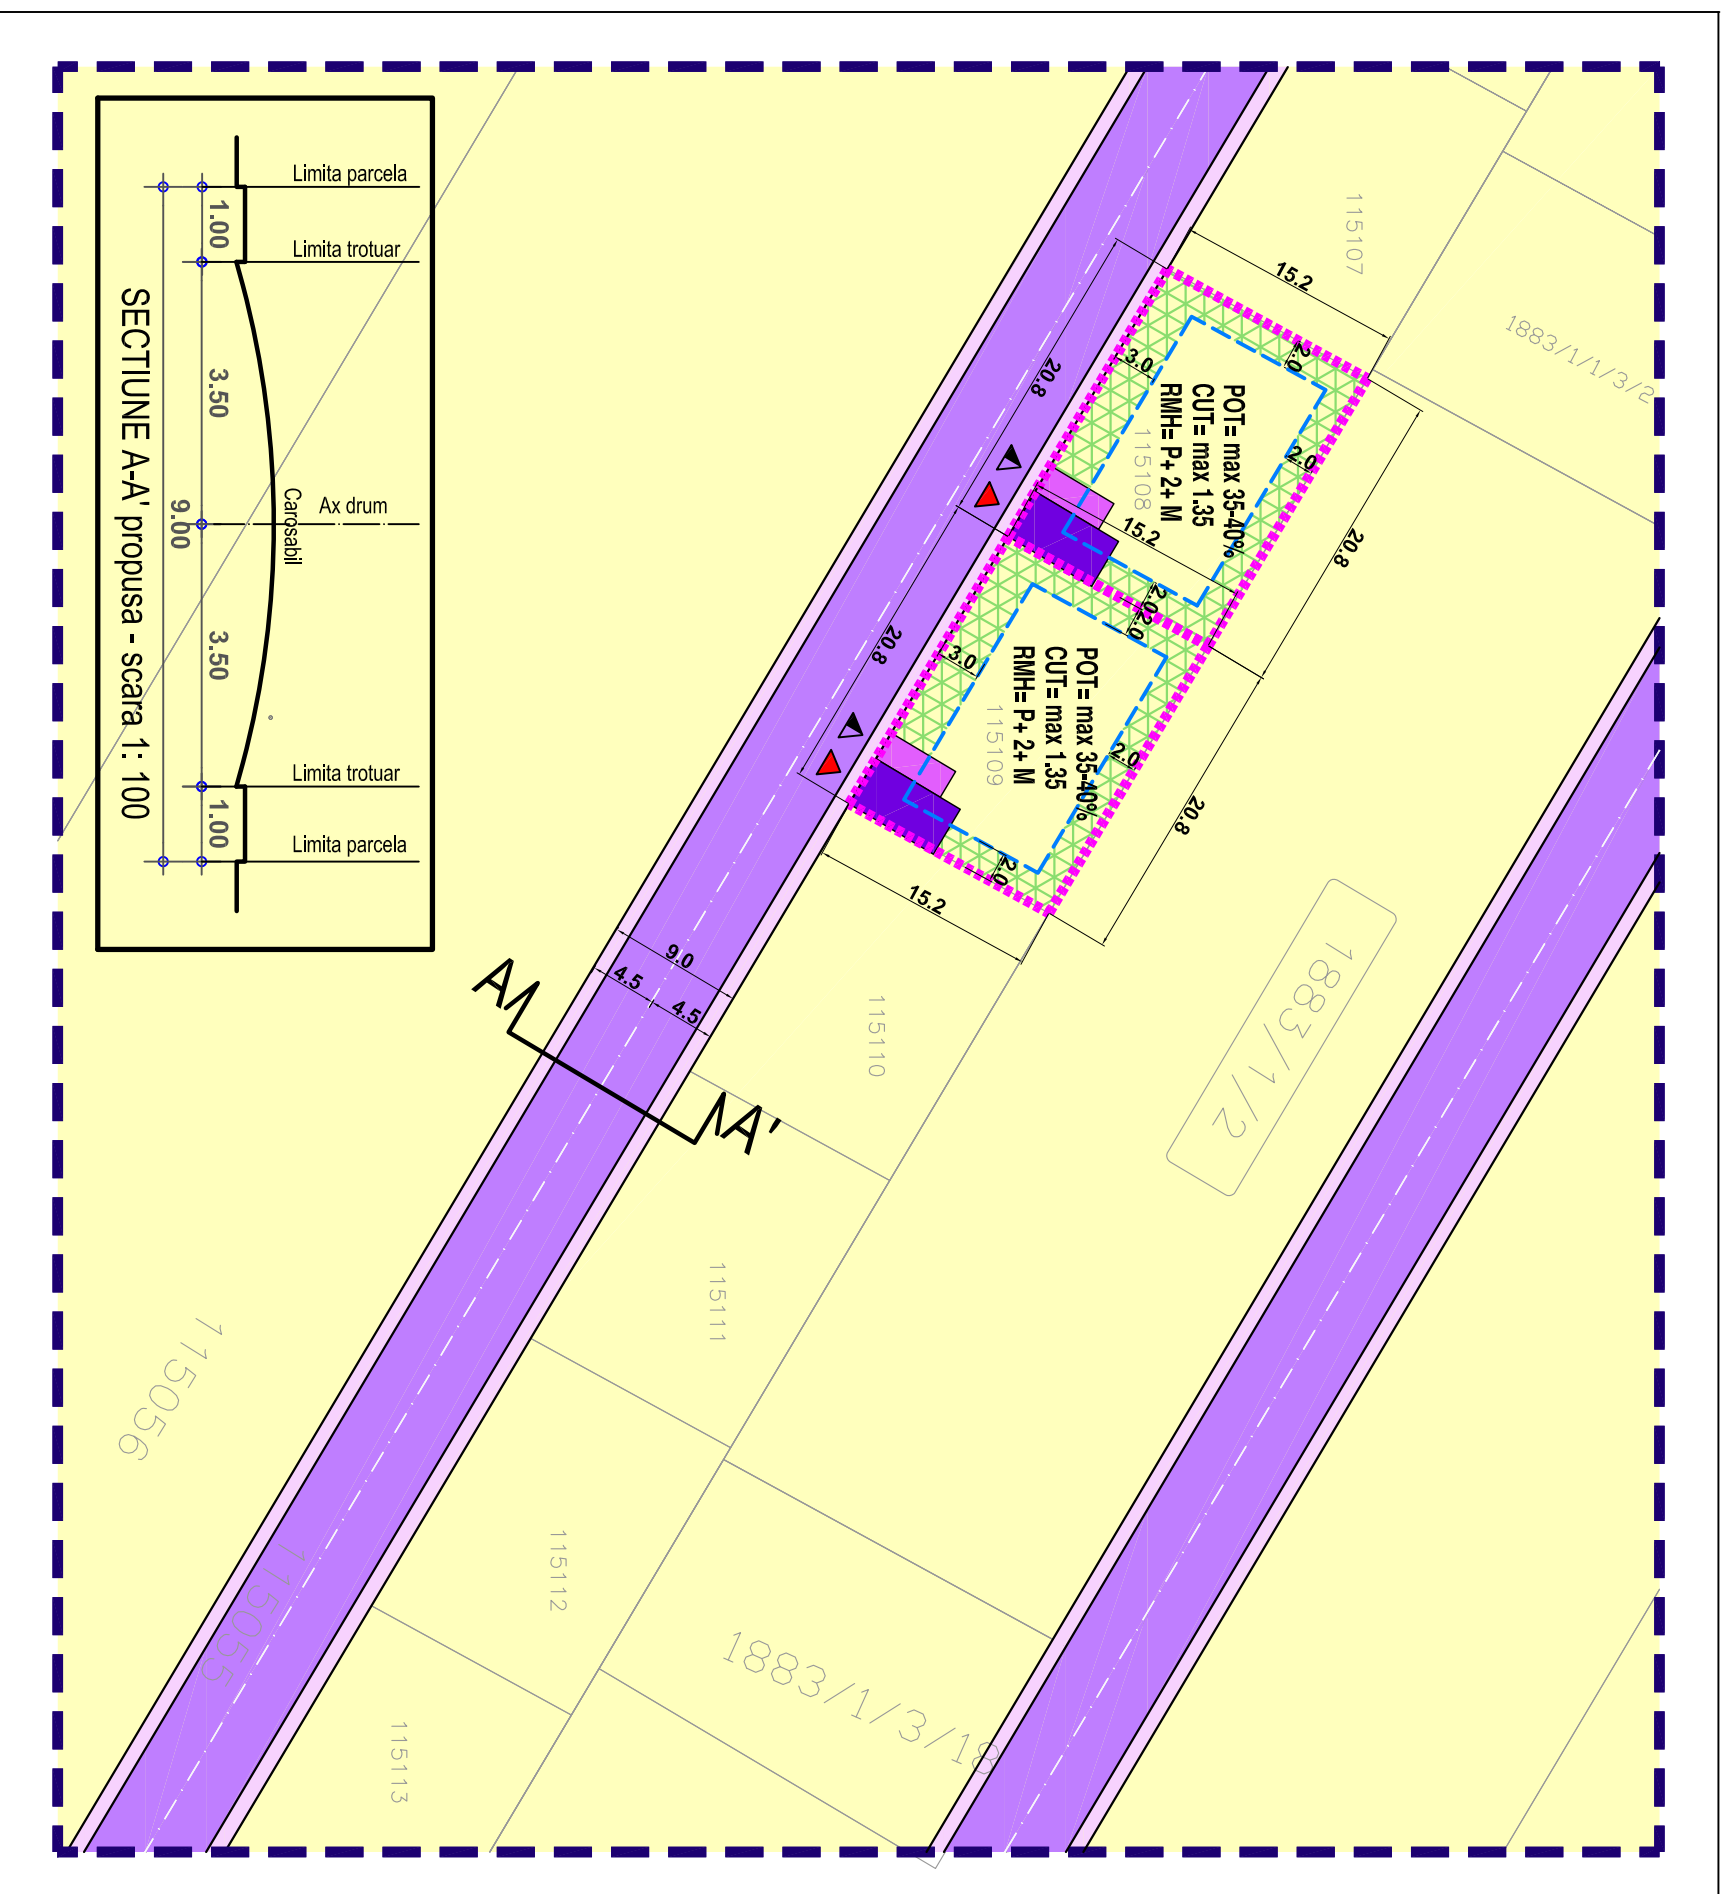 Limita parcela
Limita trotuar
Ax drum
Carosabil
Limita trotuar
Limita parcela
1.00
3.50
3.50
1.00
9.00
SECTIUNE A-A' propusa - scara 1: 100
115107
1883/1/1/3/2
15.2
20.8
3.0
2.0
2.0
POT= max 35-40%
CUT= max 1.35
RMH= P+ 2+ M
115108
15.2
20.8
2.0
2.0
20.8
3.0
POT= max 35-40%
CUT= max 1.35
RMH= P+ 2+ M
115109
2.0
20.8
2.0
15.2
9.0
4.5
4.5
A
A'
115110
1883/1/2
115111
115056
115112
115055
1883/1/3/18
115113